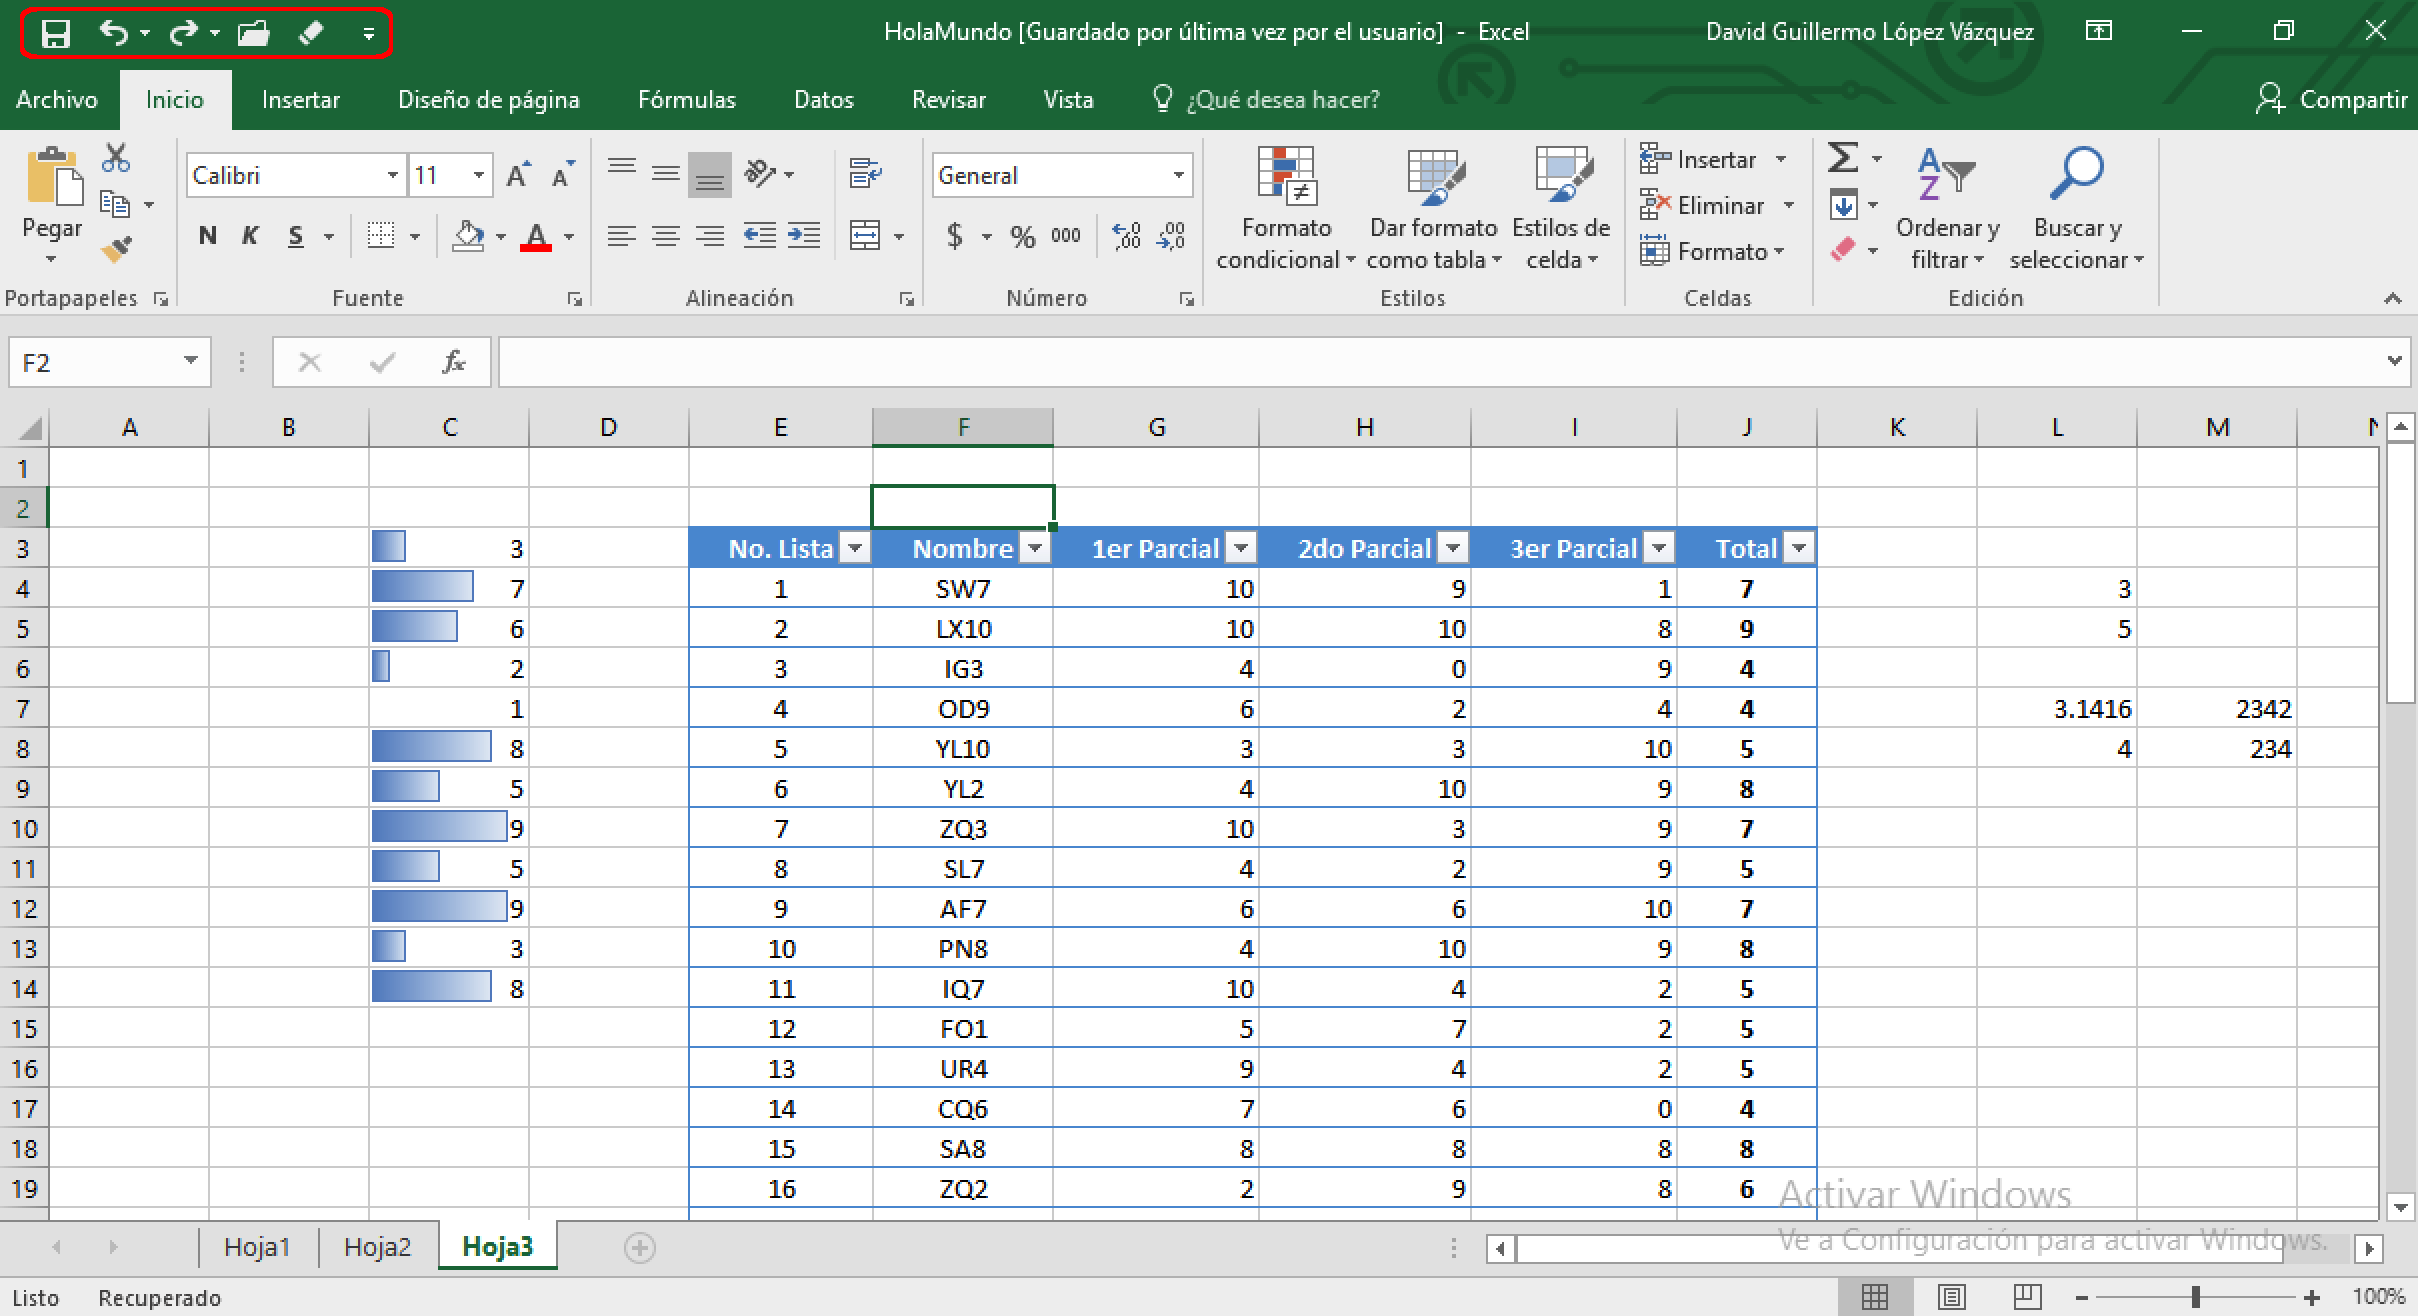 HolaMundo [Guardado por última vez por el usuario] - Excel
David Guillermo López Vázquez
Archivo Inicio Insertar Diseño de página Fórmulas Datos Revisar Vista ¿Qué desea hacer? Compartir
Calibri 11 General
Pegar
N K S $ % 000
Formato condicional
Dar formato como tabla
Estilos de celda
Insertar
Eliminar
Formato
Ordenar y filtrar
Buscar y seleccionar
Portapapeles Fuente Alineación Número Estilos Celdas Edición
F2 fx
A B C D E F G H I J K L M
1
2
3 3 No. Lista Nombre 1er Parcial 2do Parcial 3er Parcial Total
4 7 1 SW7 10 9 1 7 3
5 6 2 LX10 10 10 8 9 5
6 2 3 IG3 4 0 9 4
7 1 4 OD9 6 2 4 4 3.1416 2342
8 8 5 YL10 3 3 10 5 4 234
9 5 6 YL2 4 10 9 8
10 9 7 ZQ3 10 3 9 7
11 5 8 SL7 4 2 9 5
12 9 9 AF7 6 6 10 7
13 3 10 PN8 4 10 9 8
14 8 11 IQ7 10 4 2 5
15 12 FO1 5 7 2 5
16 13 UR4 9 4 2 5
17 14 CQ6 7 6 0 4
18 15 SA8 8 8 8 8
19 16 ZQ2 2 9 8 6
Activar Windows
Ve a Configuración para activar Windows.
Hoja1 Hoja2 Hoja3
Listo Recuperado 100%